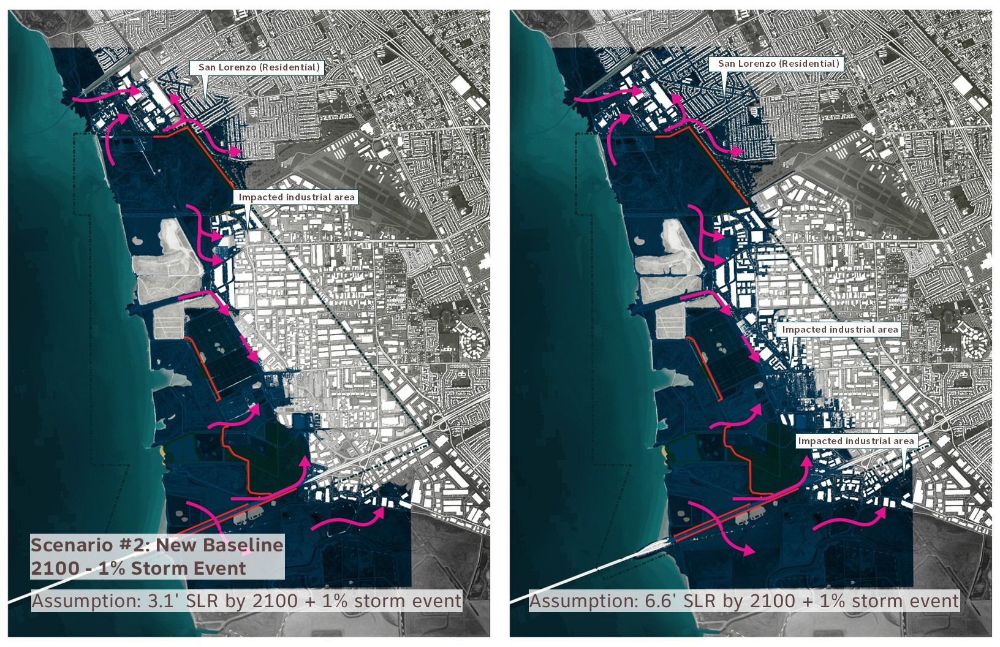 San Lorenzo (Residential)
Impacted industrial area
Scenario #2: New Baseline
2100 - 1% Storm Event
Assumption: 3.1' SLR by 2100 + 1% storm event
San Lorenzo (Residential)
Impacted industrial area
Impacted industrial area
Assumption: 6.6' SLR by 2100 + 1% storm event